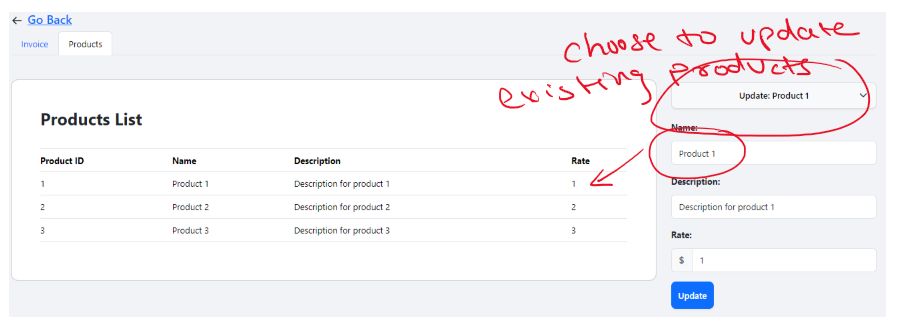 ← Go Back
Invoice Products
choose to update
existing products
Update: Product 1
Products List
Name:
Product 1
Product ID Name Description Rate
1 Product 1 Description for product 1 1
2 Product 2 Description for product 2 2
3 Product 3 Description for product 3 3
Description:
Description for product 1
Rate:
$ 1
Update